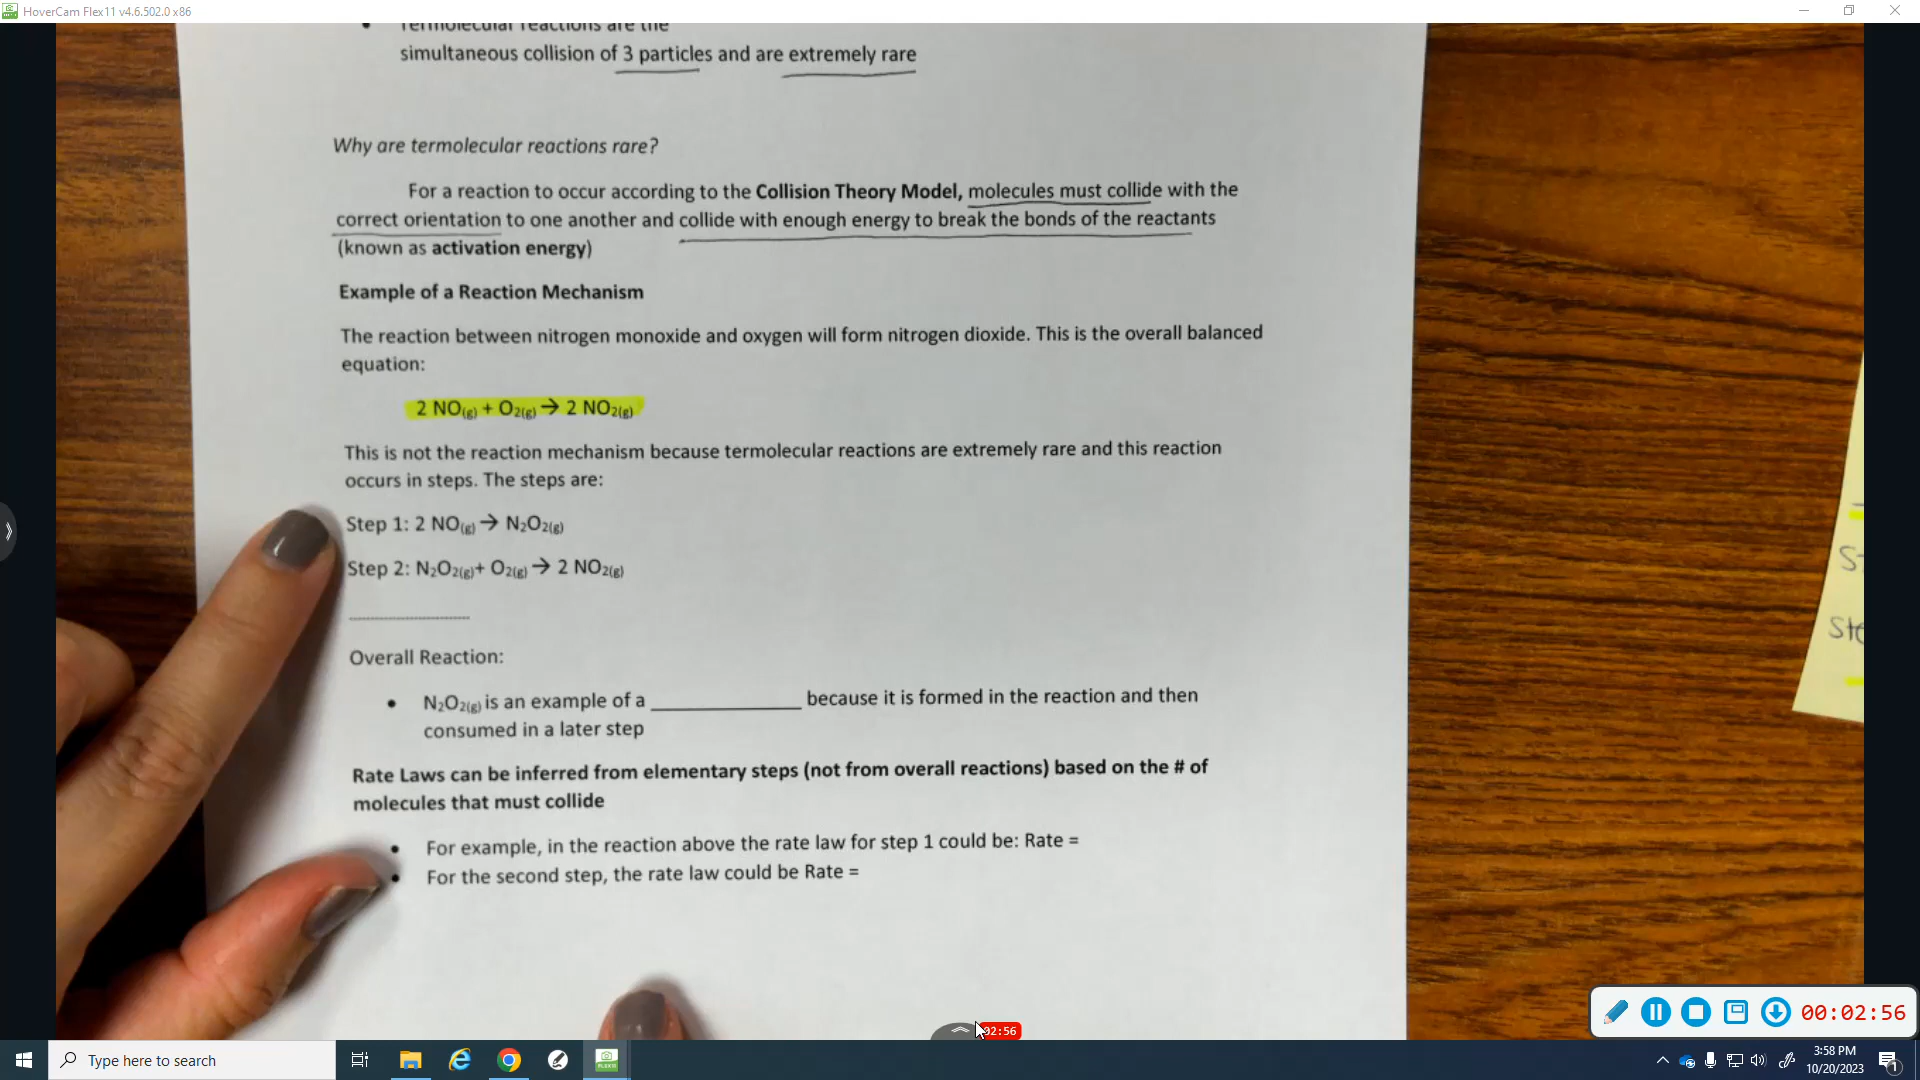 HoverCam Flex11 v4.6.502.0 x86
Termolecular reactions are the
simultaneous collision of 3 particles and are extremely rare
Why are termolecular reactions rare?
For a reaction to occur according to the Collision Theory Model, molecules must collide with the
correct orientation to one another and collide with enough energy to break the bonds of the reactants
(known as activation energy)
Example of a Reaction Mechanism
The reaction between nitrogen monoxide and oxygen will form nitrogen dioxide. This is the overall balanced
equation:
2 NO(g) + O2(g) → 2 NO2(g)
This is not the reaction mechanism because termolecular reactions are extremely rare and this reaction
occurs in steps. The steps are:
Step 1: 2 NO(g) → N2O2(g)
Step 2: N2O2(g)+ O2(g) → 2 NO2(g)
Overall Reaction:
• N2O2(g) is an example of a ______________ because it is formed in the reaction and then
consumed in a later step
Rate Laws can be inferred from elementary steps (not from overall reactions) based on the # of
molecules that must collide
• For example, in the reaction above the rate law for step 1 could be: Rate =
• For the second step, the rate law could be Rate =
02:56
00:02:56
Type here to search
3:58 PM
10/20/2023